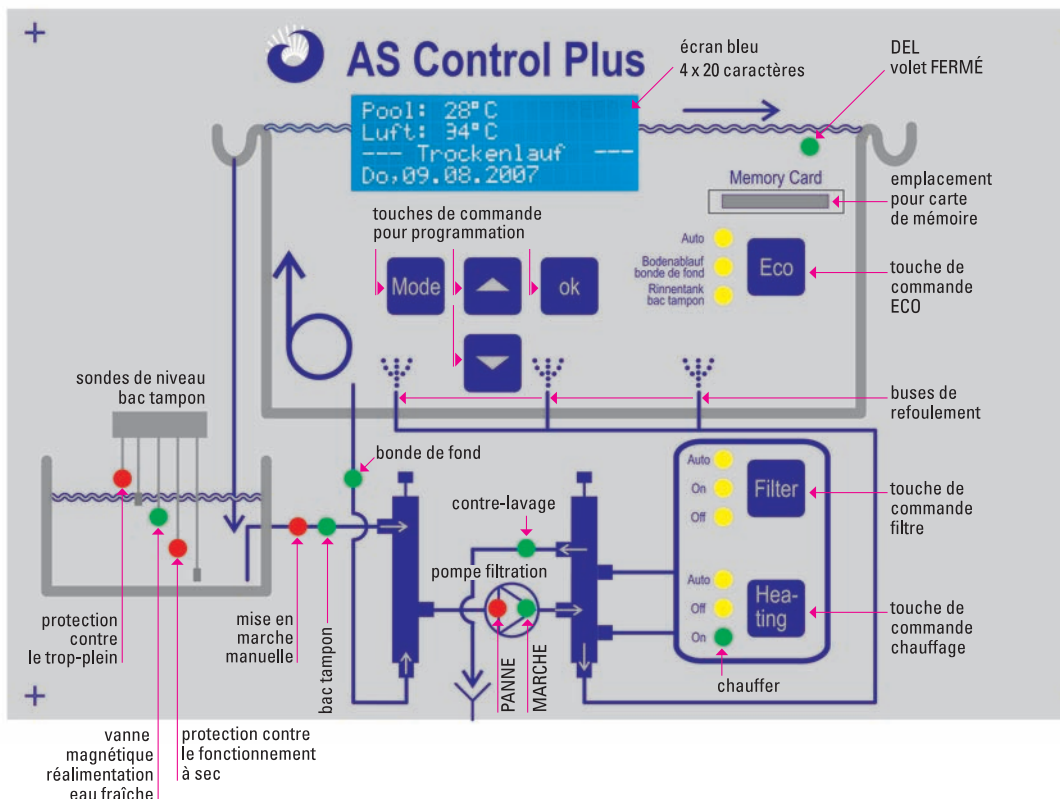 AS Control Plus
écran bleu
4 x 20 caractères
DEL
volet FERMÉ
Pool: 28°C
Luft: 34°C
--- Trockenlauf ---
Do,09.08.2007
Memory Card
emplacement
pour carte
de mémoire
touches de commande
pour programmation
Mode
ok
Auto
Bodenablauf
bonde de fond
Rinnentank
bac tampon
Eco
touche de
commande
ECO
sondes de niveau
bac tampon
buses de
refoulement
bonde de fond
contre-lavage
pompe filtration
Auto
On
Off
Filter
touche de
commande
filtre
Auto
Off
On
Hea-
ting
touche de
commande
chauffage
chauffer
protection
contre
le trop-plein
mise en
marche
manuelle
bac tampon
PANNE
MARCHE
vanne
magnétique
réalimentation
eau fraîche
protection contre
le fonctionnement
à sec